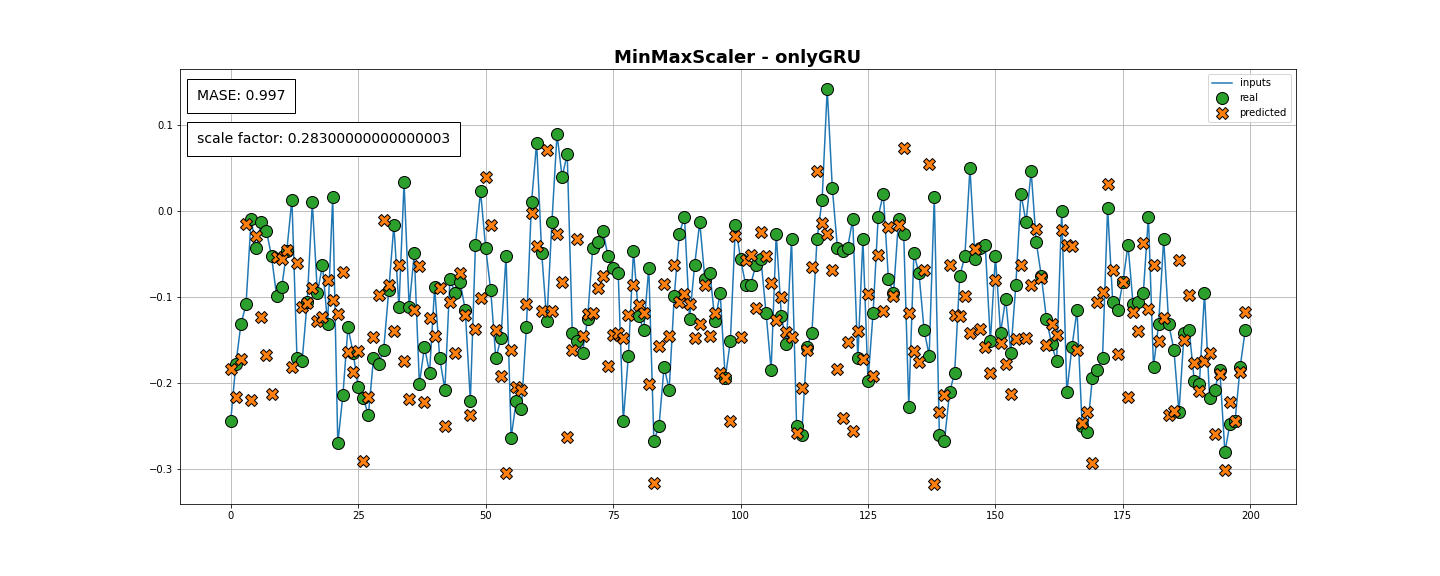 MinMaxScaler - onlyGRU
MASE: 0.997
scale factor: 0.28300000000000003
inputs
real
predicted
0.1
0.0
−0.1
−0.2
−0.3
0
25
50
75
100
125
150
175
200